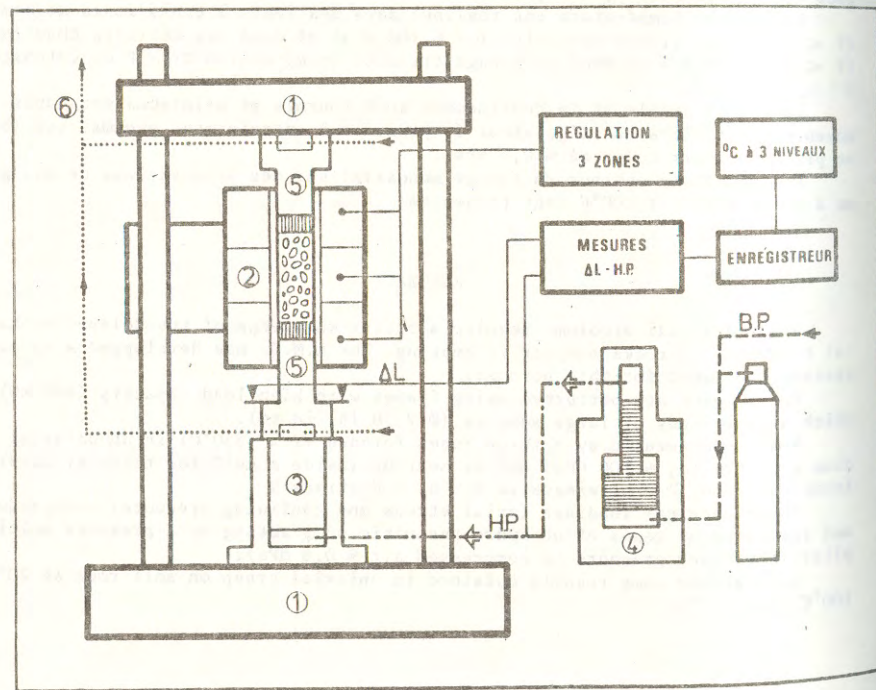 ①
⑥
REGULATION
3 ZONES
°C à 3 NIVEAUX
⑤
②
MESURES
ΔL - H.P.
ENREGISTREUR
⑤
ΔL
B.P.
③
H.P.
④
①